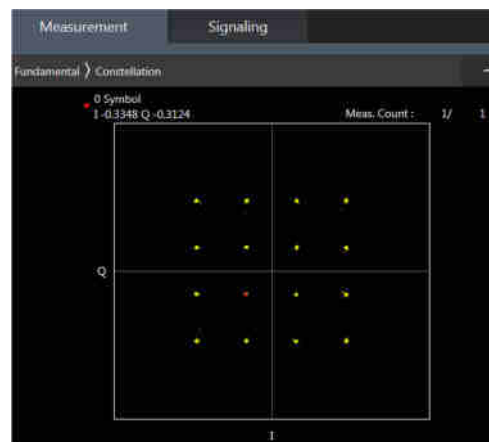 Measurement Signaling
Fundamental 〉 Constellation
0 Symbol
I -0.3348 Q -0.3124 Meas. Count : 1/ 1
Q
I